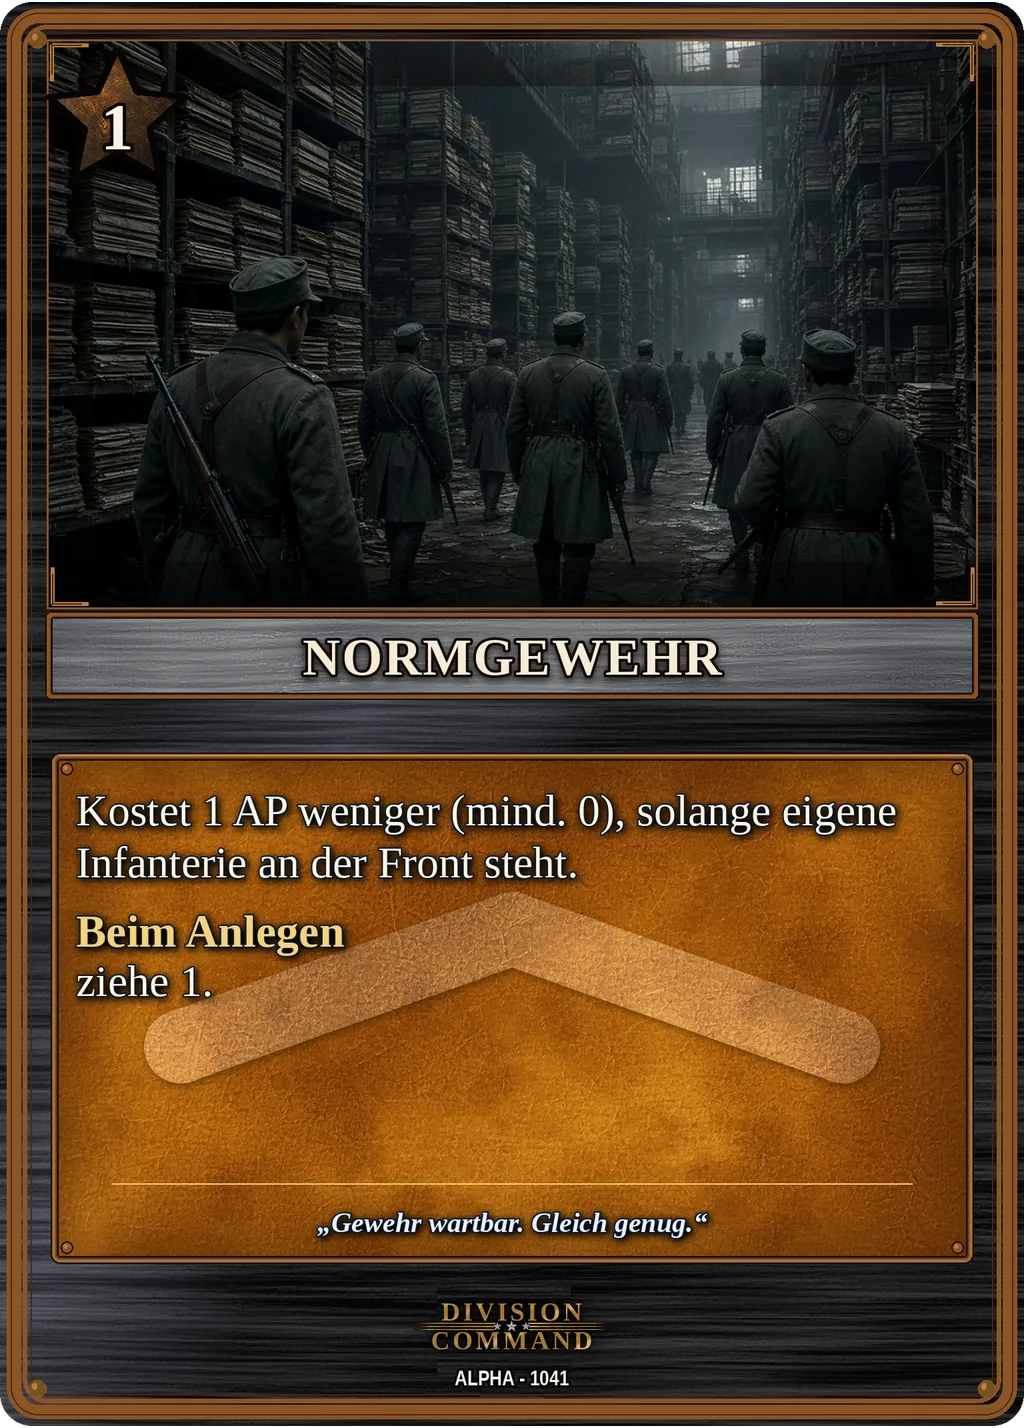 1
NORMGEWEHR
Kostet 1 AP weniger (mind. 0), solange eigene
Infanterie an der Front steht.
Beim Anlegen
ziehe 1.
„Gewehr wartbar. Gleich genug.“
DIVISION
COMMAND
ALPHA - 1041